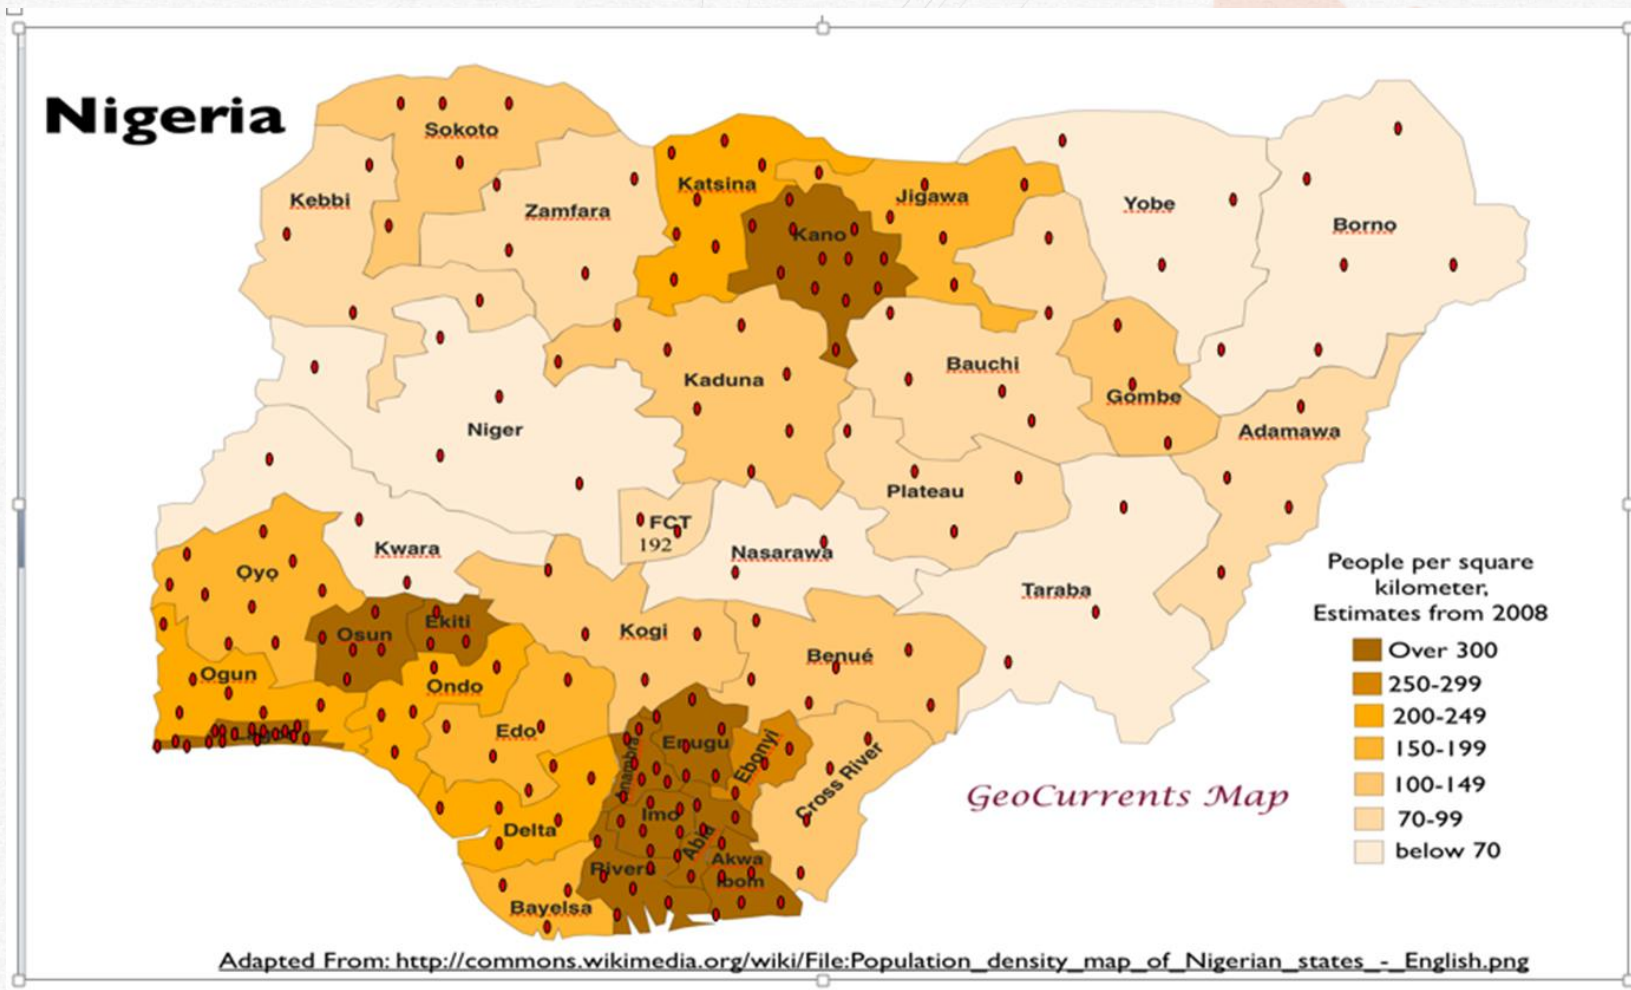 Nigeria
Sokoto
Kebbi
Zamfara
Katsina
Kano
Jigawa
Yobe
Borno
Kaduna
Bauchi
Gombe
Adamawa
Niger
Plateau
FCT
192
Nasarawa
Kwara
Taraba
Oyọ
Osun
Ekiti
Kogi
Benué
Ogun
Ondo
Edo
Enugu
Ebonyi
Cross River
Imo
Abia
Delta
Rivers
Akwa
Ibom
Bayelsa
People per square
kilometer,
Estimates from 2008
Over 300
250-299
200-249
150-199
100-149
70-99
below 70
GeoCurrents Map
Adapted From: http://commons.wikimedia.org/wiki/File:Population_density_map_of_Nigerian_states_-_English.png